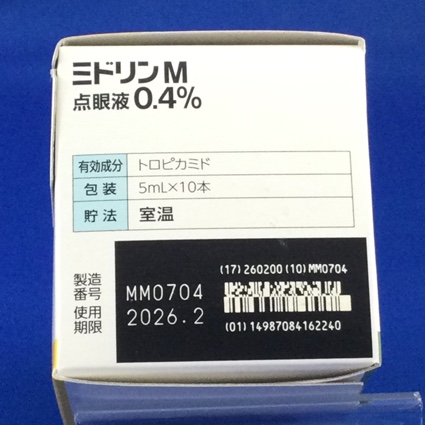 ミドリンM
点眼液0.4%
有効成分 トロピカミド
包装 5mL×10本
貯法 室温
(17)260200(10)MM0704
製造番号 MM0704
使用期限 2026.2
(01)14987084162240